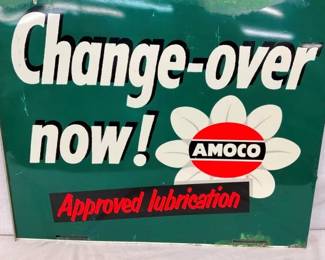 Change-over
now!
AMOCO
Approved lubrication